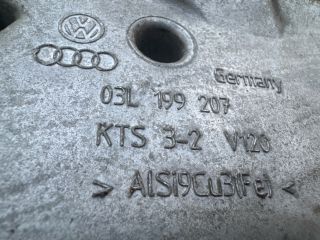 Germany
03L 199 207
KTS 3-2 V120
> AlSi9Cu3(Fe) <